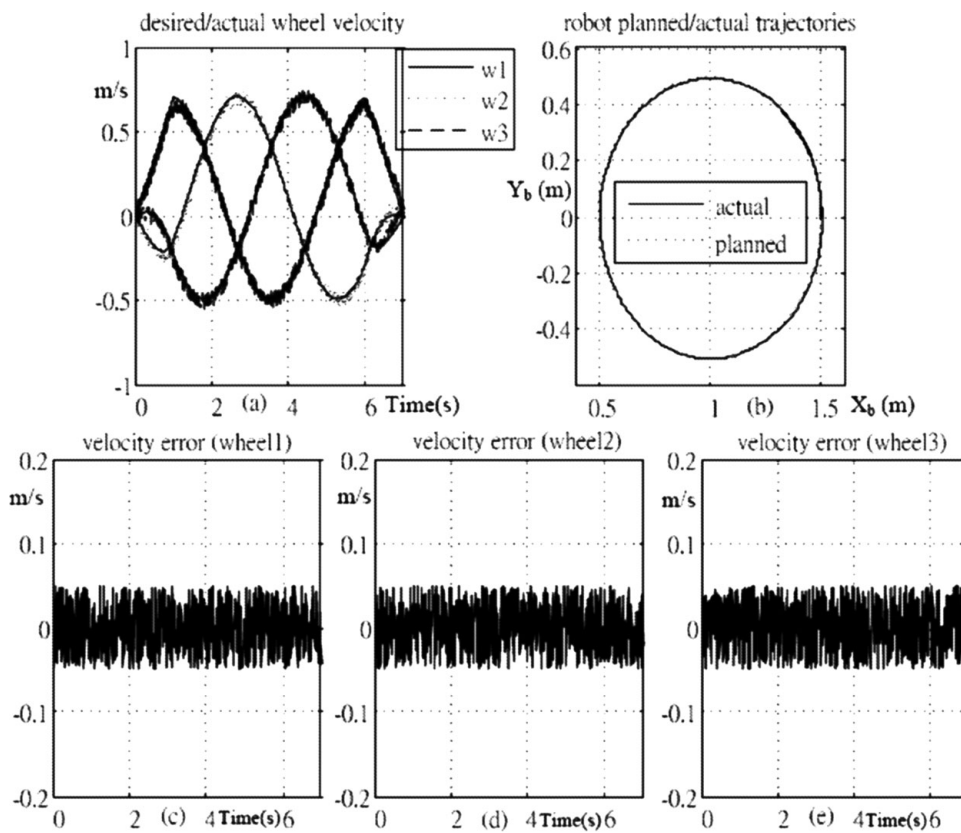 desired/actual wheel velocity
1
m/s
0.5
0
-0.5
-1
w1
w2
w3
0 2 4 6
(a) Time(s)
robot planned/actual trajectories
0.6
0.4
0.2
Yb (m)
0
-0.2
-0.4
actual
planned
0.5 1 (b) 1.5 Xb (m)
velocity error (wheel1)
0.2
m/s
0.1
0
-0.1
-0.2
0 2 (c) 4 Time(s) 6
velocity error (wheel2)
0.2
m/s
0.1
0
-0.1
-0.2
0 2 (d) 4 Time(s) 6
velocity error (wheel3)
0.2
m/s
0.1
0
-0.1
-0.2
0 2 (e) 4 Time(s) 6